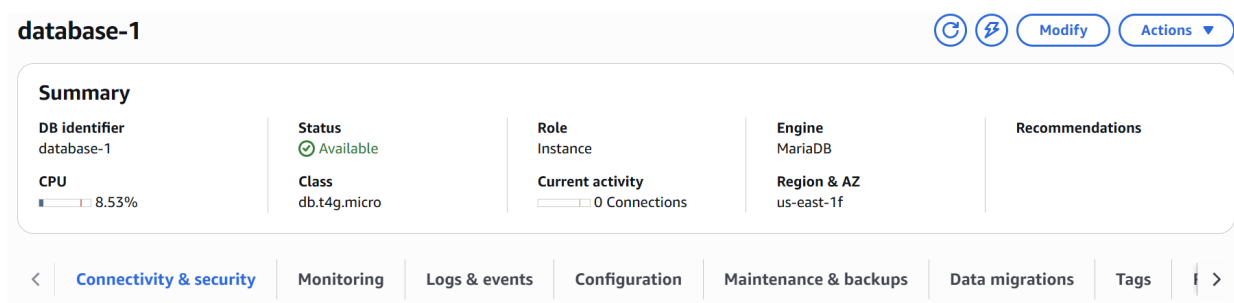 database-1
Modify
Actions
Summary
DB identifier
database-1
Status
Available
Role
Instance
Engine
MariaDB
Recommendations
CPU
8.53%
Class
db.t4g.micro
Current activity
0 Connections
Region & AZ
us-east-1f
Connectivity & security
Monitoring
Logs & events
Configuration
Maintenance & backups
Data migrations
Tags